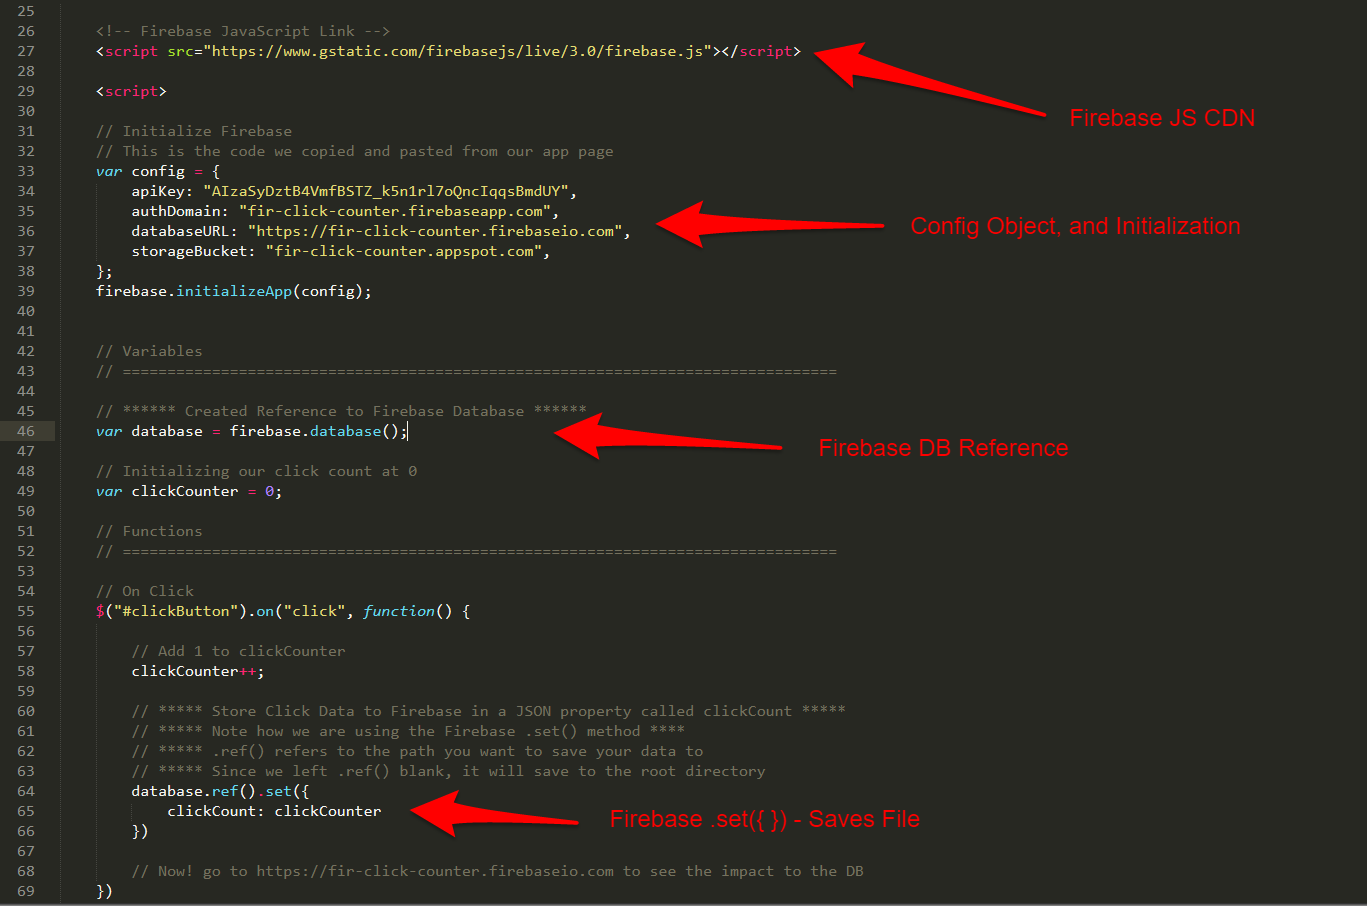 25
26 <!-- Firebase JavaScript Link -->
27 <script src="https://www.gstatic.com/firebasejs/live/3.0/firebase.js"></script>
Firebase JS CDN
28
29 <script>
30
31 // Initialize Firebase
32 // This is the code we copied and pasted from our app page
33 var config = {
34 apiKey: "AIzaSyDztB4VmfBSTZ_k5n1rl7oQncIqqsBmdUY",
35 authDomain: "fir-click-counter.firebaseapp.com",
Config Object, and Initialization
36 databaseURL: "https://fir-click-counter.firebaseio.com",
37 storageBucket: "fir-click-counter.appspot.com",
38 };
39 firebase.initializeApp(config);
40
41
42 // Variables
43 // ================================================================================
44
45 // ****** Created Reference to Firebase Database ******
46 var database = firebase.database();
Firebase DB Reference
47
48 // Initializing our click count at 0
49 var clickCounter = 0;
50
51 // Functions
52 // ================================================================================
53
54 // On Click
55 $("#clickButton").on("click", function() {
56
57 // Add 1 to clickCounter
58 clickCounter++;
59
60 // ***** Store Click Data to Firebase in a JSON property called clickCount *****
61 // ***** Note how we are using the Firebase .set() method ****
62 // ***** .ref() refers to the path you want to save your data to
63 // ***** Since we left .ref() blank, it will save to the root directory
64 database.ref().set({
65 clickCount: clickCounter
Firebase .set({ }) - Saves File
66 })
67
68 // Now! go to https://fir-click-counter.firebaseio.com to see the impact to the DB
69 })